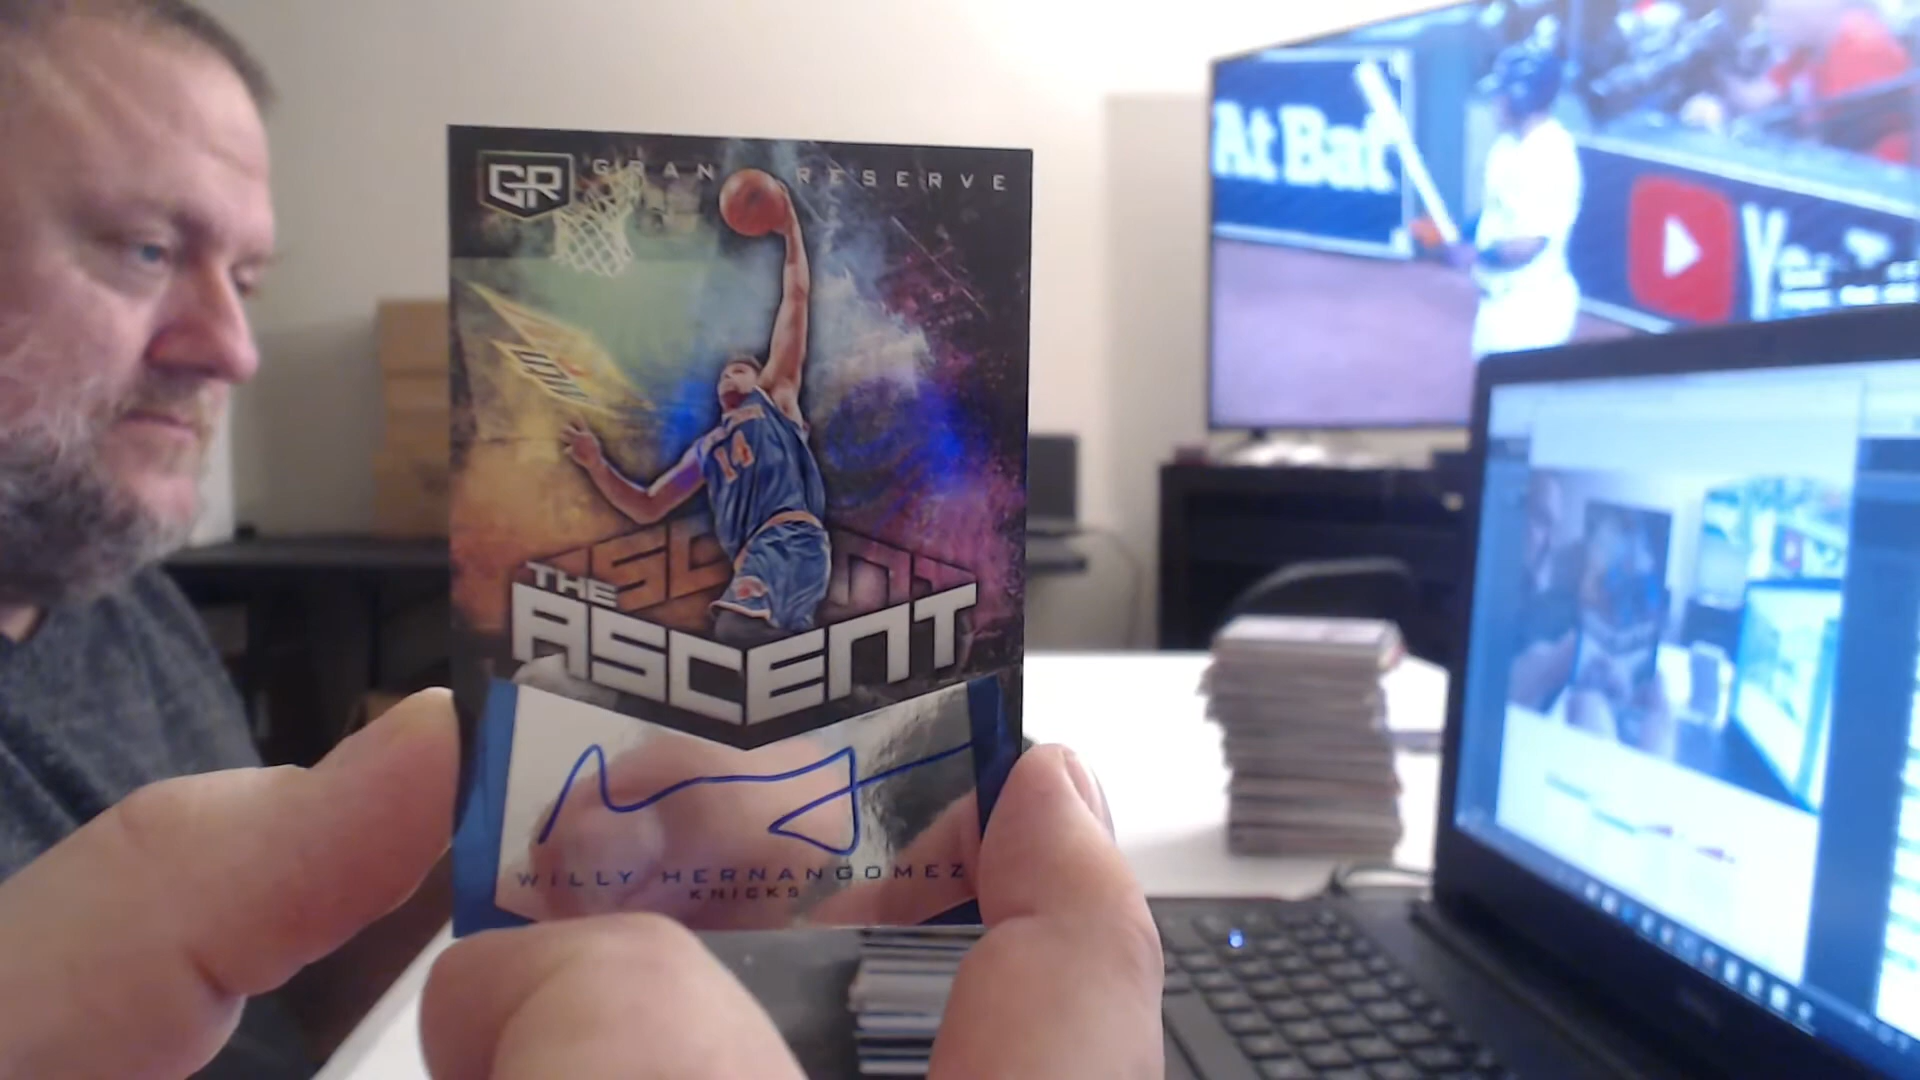 GR
GRAN RESERVE
At Bat
14
THE
ASCENT
WILLY HERNANGOMEZ
KNICKS